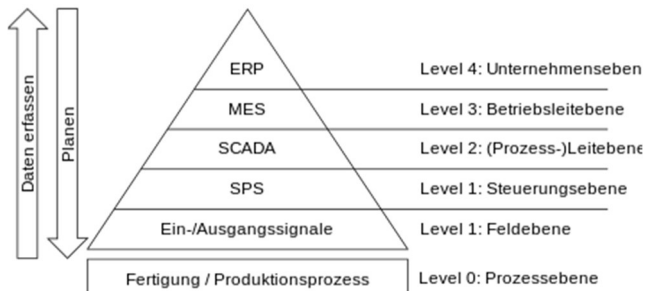 Daten erfassen
Planen
ERP
Level 4: Unternehmenseben
MES
Level 3: Betriebsleitebene
SCADA
Level 2: (Prozess-)Leitebene
SPS
Level 1: Steuerungsebene
Ein-/Ausgangssignale
Level 1: Feldebene
Fertigung / Produktionsprozess
Level 0: Prozessebene